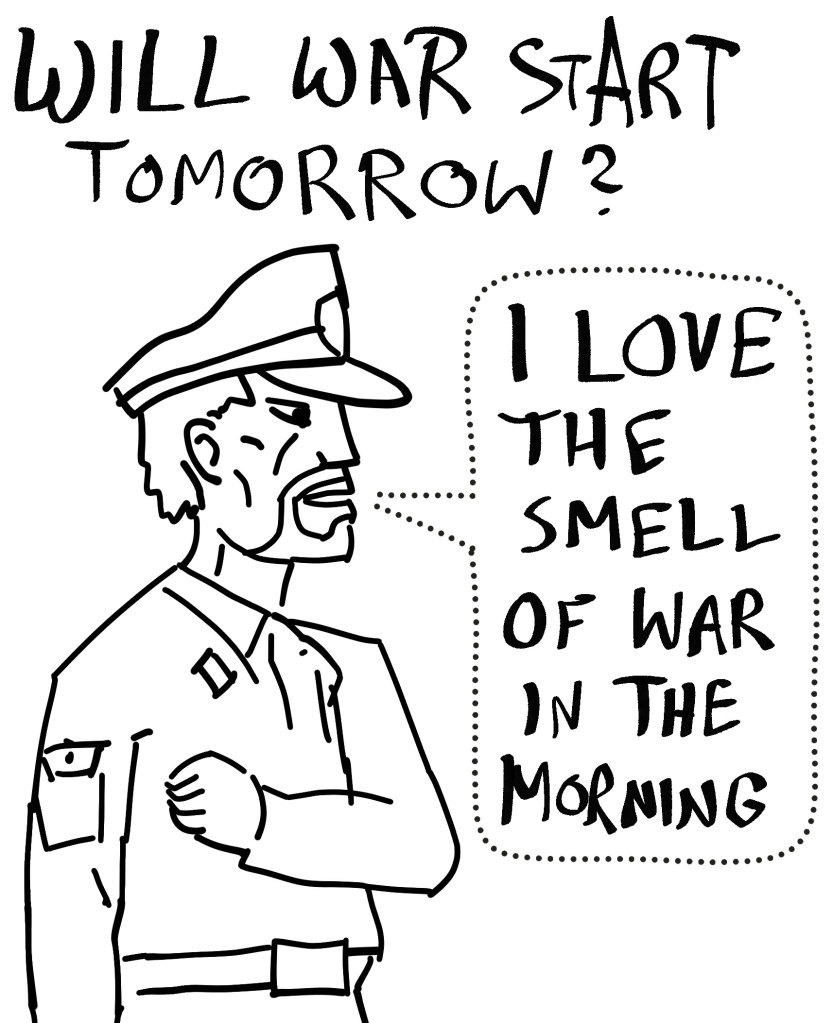 WILL WAR START
TOMORROW?
I LOVE
THE
SMELL
OF WAR
IN THE
MORNING